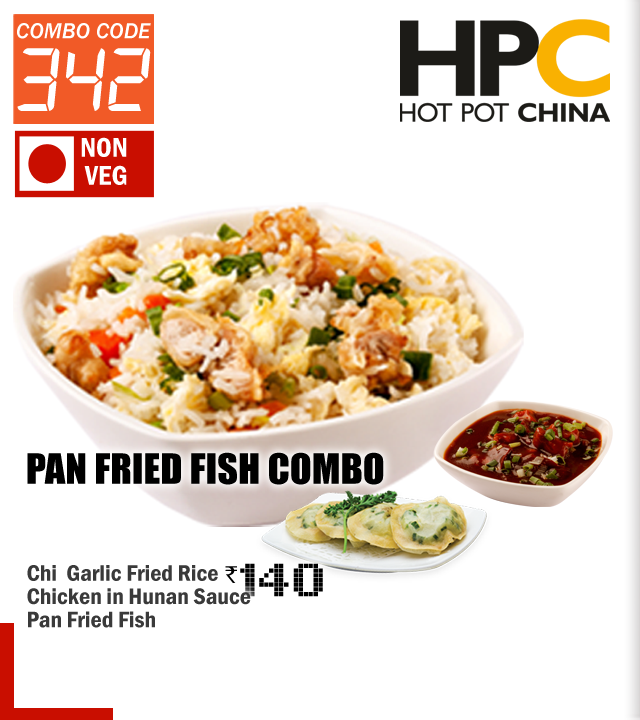 COMBO CODE
342
NON
VEG
HPC
HOT POT CHINA
PAN FRIED FISH COMBO
Chi Garlic Fried Rice ₹140
Chicken in Hunan Sauce
Pan Fried Fish